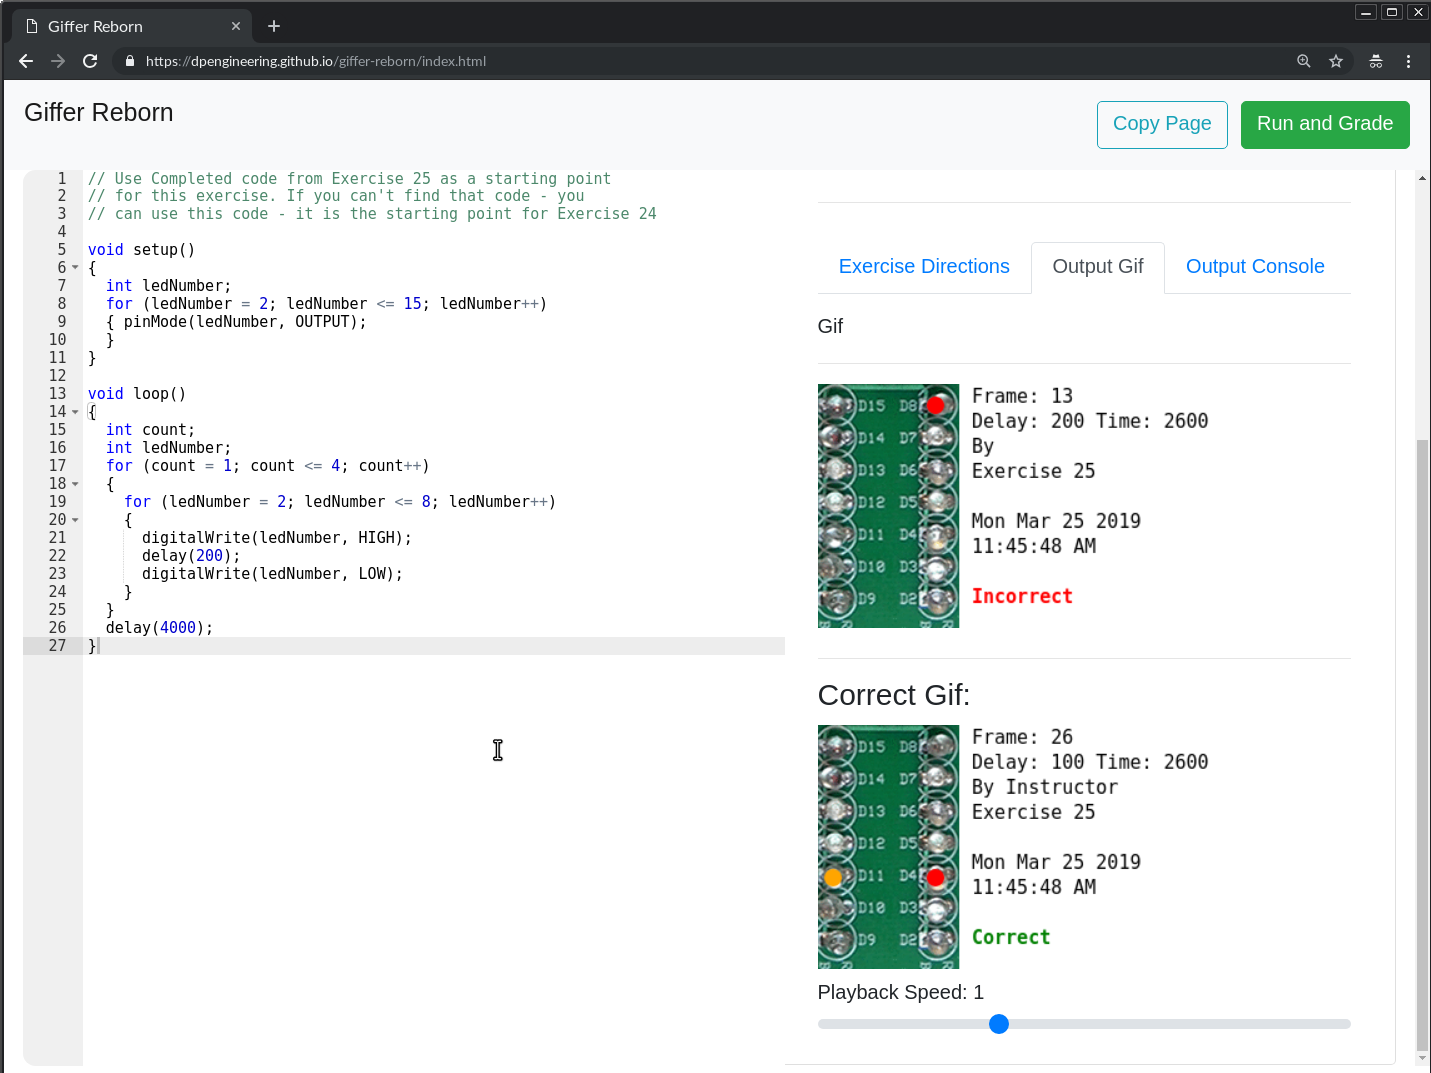 Giffer Reborn
https://dpengineering.github.io/giffer-reborn/index.html
Giffer Reborn
Copy Page
Run and Grade
1 // Use Completed code from Exercise 25 as a starting point
2 // for this exercise. If you can't find that code - you
3 // can use this code - it is the starting point for Exercise 24
4
5 void setup()
6 {
7 int ledNumber;
8 for (ledNumber = 2; ledNumber <= 15; ledNumber++)
9 { pinMode(ledNumber, OUTPUT);
10 }
11 }
12
13 void loop()
14 {
15 int count;
16 int ledNumber;
17 for (count = 1; count <= 4; count++)
18 {
19 for (ledNumber = 2; ledNumber <= 8; ledNumber++)
20 {
21 digitalWrite(ledNumber, HIGH);
22 delay(200);
23 digitalWrite(ledNumber, LOW);
24 }
25 }
26 delay(4000);
27 }
Exercise Directions
Output Gif
Output Console
Gif
D15 D8
D14 D7
D13 D6
D12 D5
D11 D4
D10 D3
D9 D2
Frame: 13
Delay: 200 Time: 2600
By
Exercise 25
Mon Mar 25 2019
11:45:48 AM
Incorrect
Correct Gif:
D15 D8
D14 D7
D13 D6
D12 D5
D11 D4
D10 D3
D9 D2
Frame: 26
Delay: 100 Time: 2600
By Instructor
Exercise 25
Mon Mar 25 2019
11:45:48 AM
Correct
Playback Speed: 1